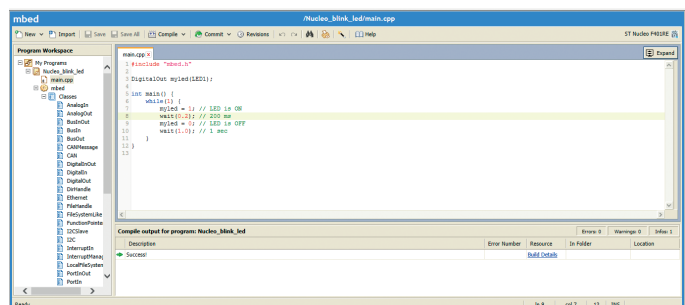 mbed
/Nucleo_blink_led/main.cpp
New Import Save Save All Compile Commit Revisions Help ST Nucleo F401RE
Program Workspace
My Programs
Nucleo_blink_led
main.cpp
mbed
Classes
AnalogIn
AnalogOut
BusInOut
BusIn
BusOut
CANMessage
CAN
DigitalInOut
DigitalIn
DigitalOut
DirHandle
Ethernet
FileHandle
FileSystemLike
FunctionPointe
I2CSlave
I2C
InterruptIn
InterruptManag
LocalFileSysten
PortInOut
PortIn
main.cpp × Expand
1 #include "mbed.h"
2
3 DigitalOut myled(LED1);
4
5 int main() {
6 while(1) {
7 myled = 1; // LED is ON
8 wait(0.2); // 200 ms
9 myled = 0; // LED is OFF
10 wait(1.0); // 1 sec
11 }
12 }
13
Compile output for program: Nucleo_blink_led Errors: 0 Warnings: 0 Infos: 1
Description Error Number Resource In Folder Location
Success! Build Details
Ready. INS